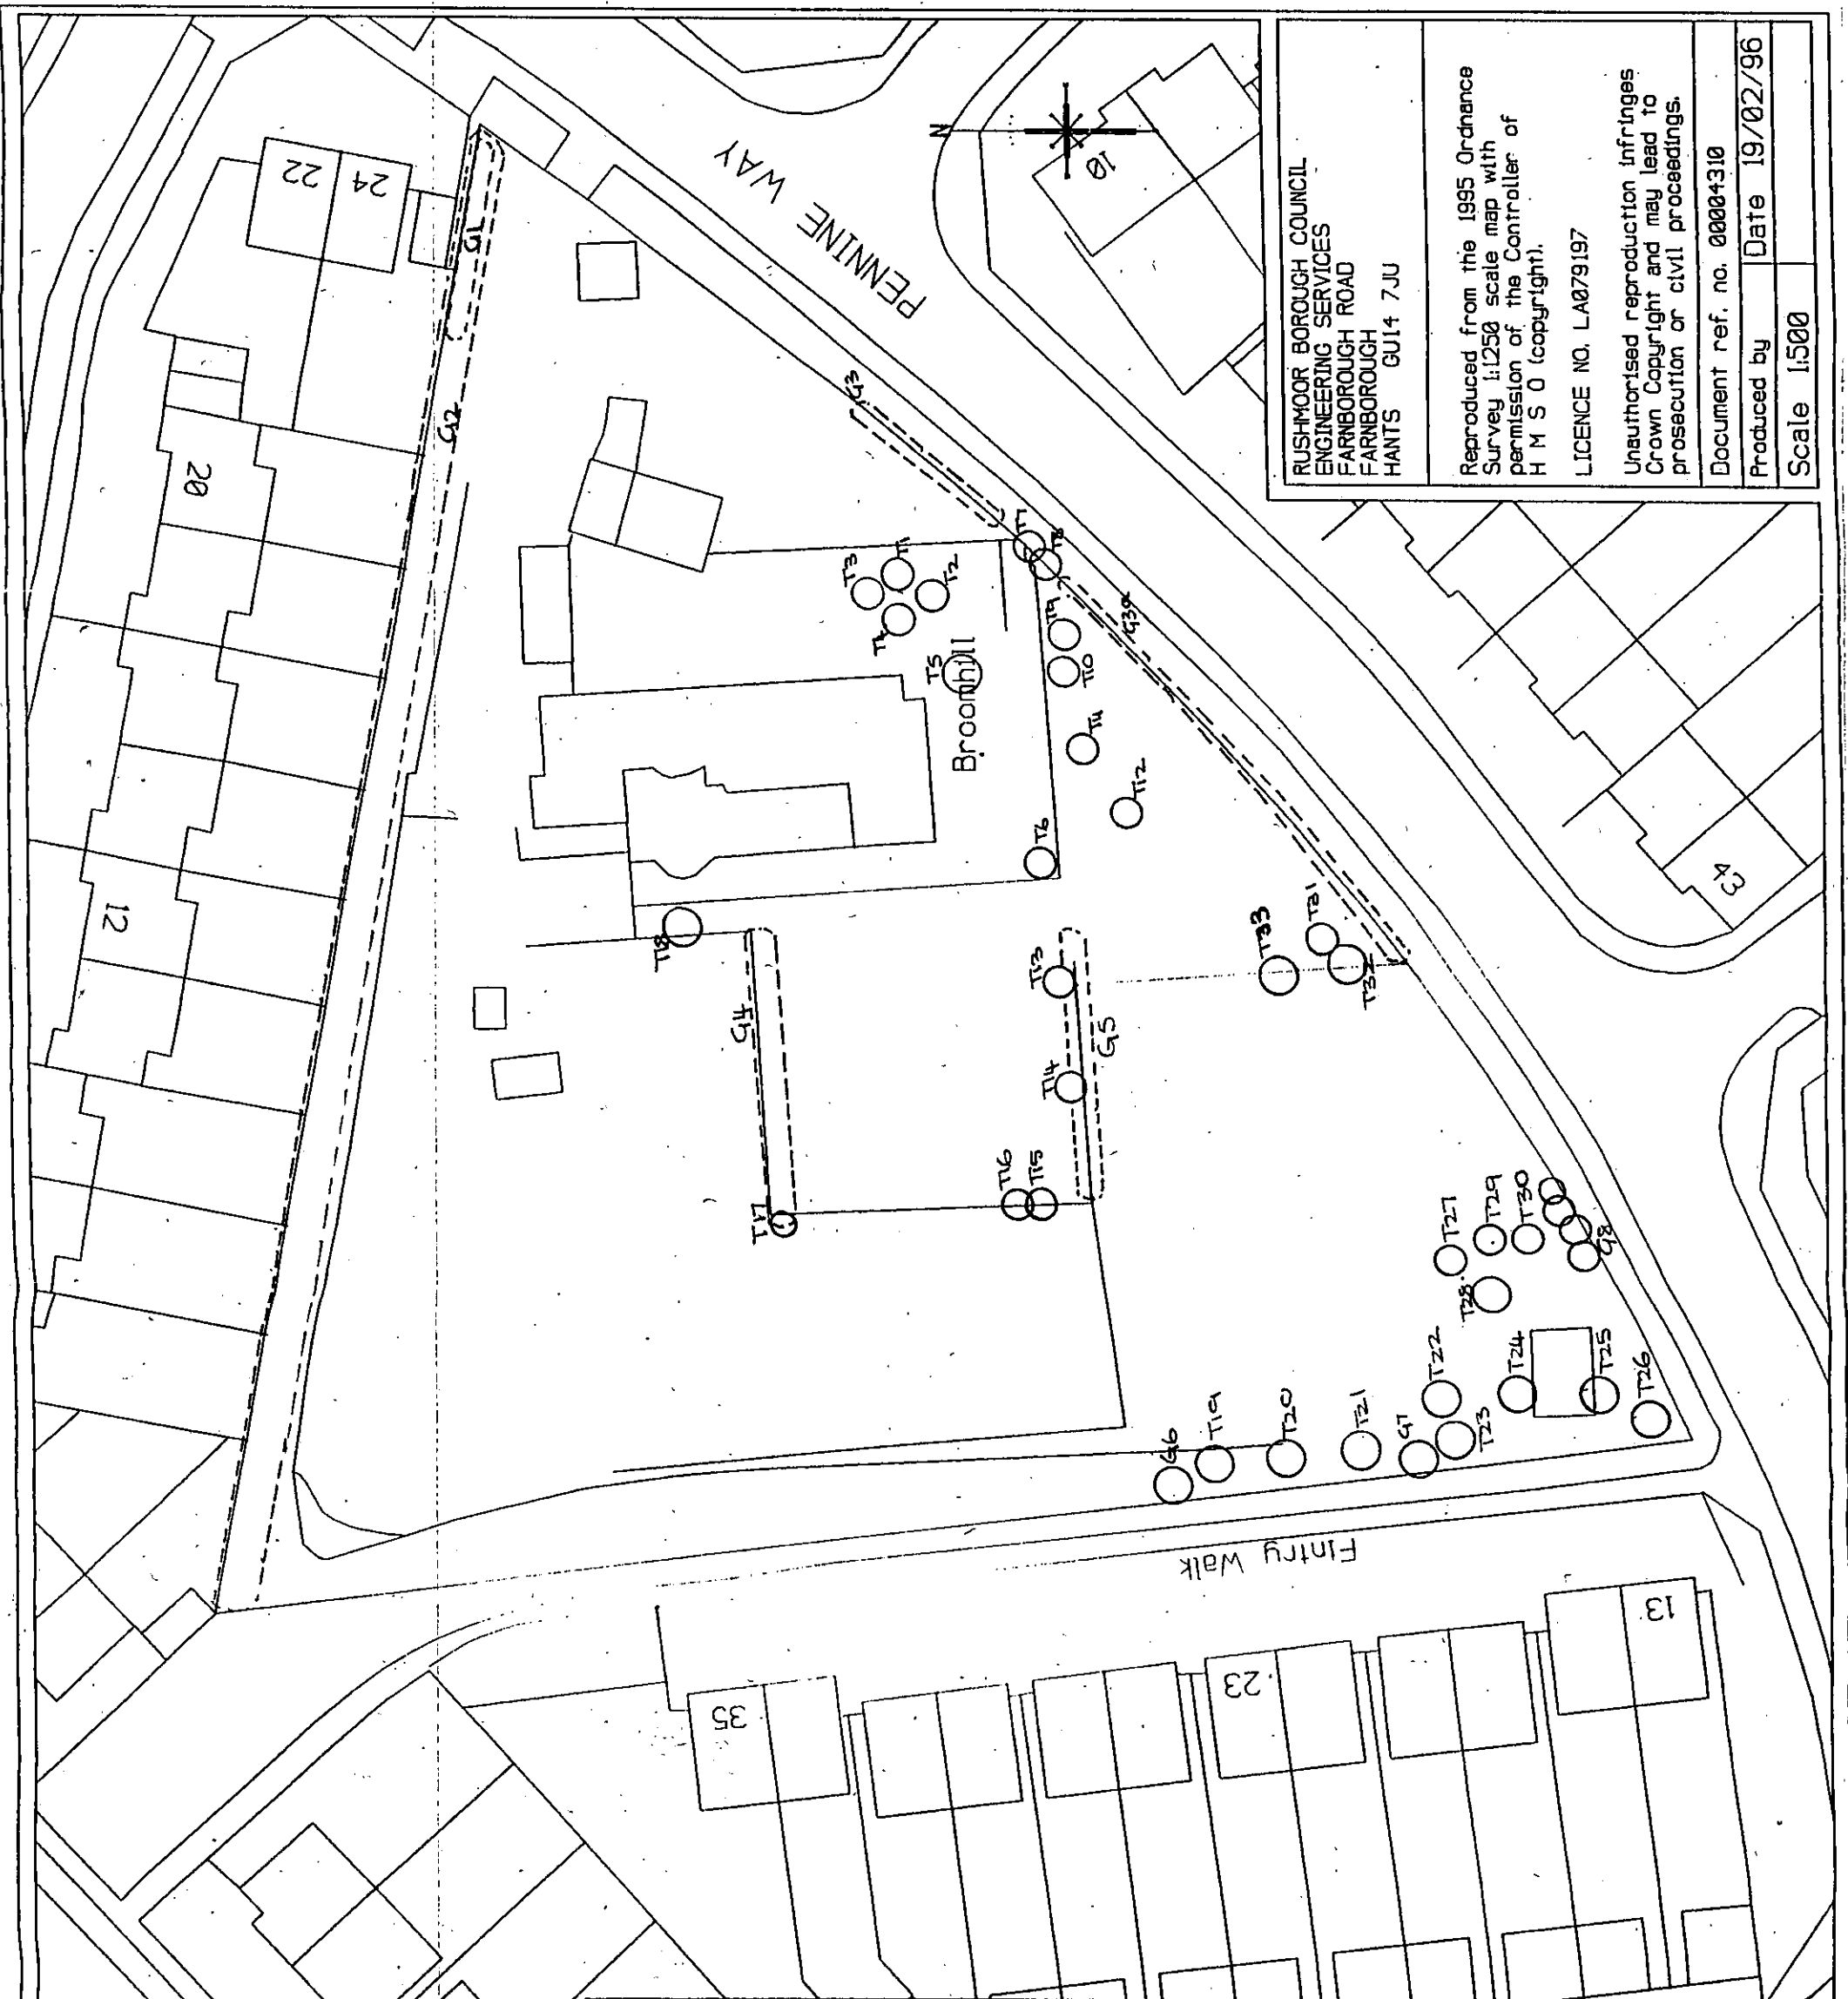 RUSHMOOR BOROUGH COUNCIL
ENGINEERING SERVICES
FARNBOROUGH ROAD
FARNBOROUGH
HANTS GU14 7JU
Reproduced from the 1995 Ordnance
Survey 1:1250 scale map with
permission of the Controller of
H M S O (copyright).
LICENCE NO. LA079197
Unauthorised reproduction infringes
Crown Copyright and may lead to
prosecution or civil proceedings.
Document ref. no. 00004310
Produced by
Date 19/02/96
Scale 1:500
N
PENNINE WAY
Broomhill
Fintry Walk
22
24
20
12
10
43
35
23
13
G1
G2
G3
G3a
G4
G5
G6
G7
G8
T1
T2
T3
T4
T5
T6
T7
T8
T9
T10
T11
T12
T13
T14
T15
T16
T17
T18
T19
T20
T21
T22
T23
T24
T25
T26
T27
T28
T29
T30
T31
T32
T33